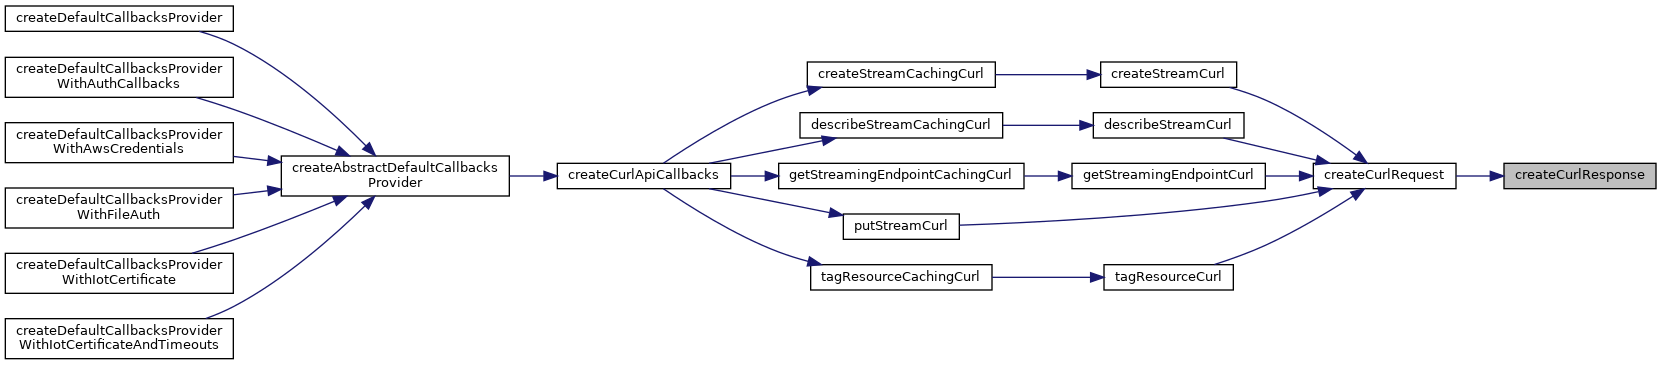 createDefaultCallbacksProvider
createDefaultCallbacksProvider
WithAuthCallbacks
createDefaultCallbacksProvider
WithAwsCredentials
createDefaultCallbacksProvider
WithFileAuth
createDefaultCallbacksProvider
WithIotCertificate
createDefaultCallbacksProvider
WithIotCertificateAndTimeouts
createAbstractDefaultCallbacks
Provider
createCurlApiCallbacks
createStreamCachingCurl
describeStreamCachingCurl
getStreamingEndpointCachingCurl
putStreamCurl
tagResourceCachingCurl
createStreamCurl
describeStreamCurl
getStreamingEndpointCurl
tagResourceCurl
createCurlRequest
createCurlResponse